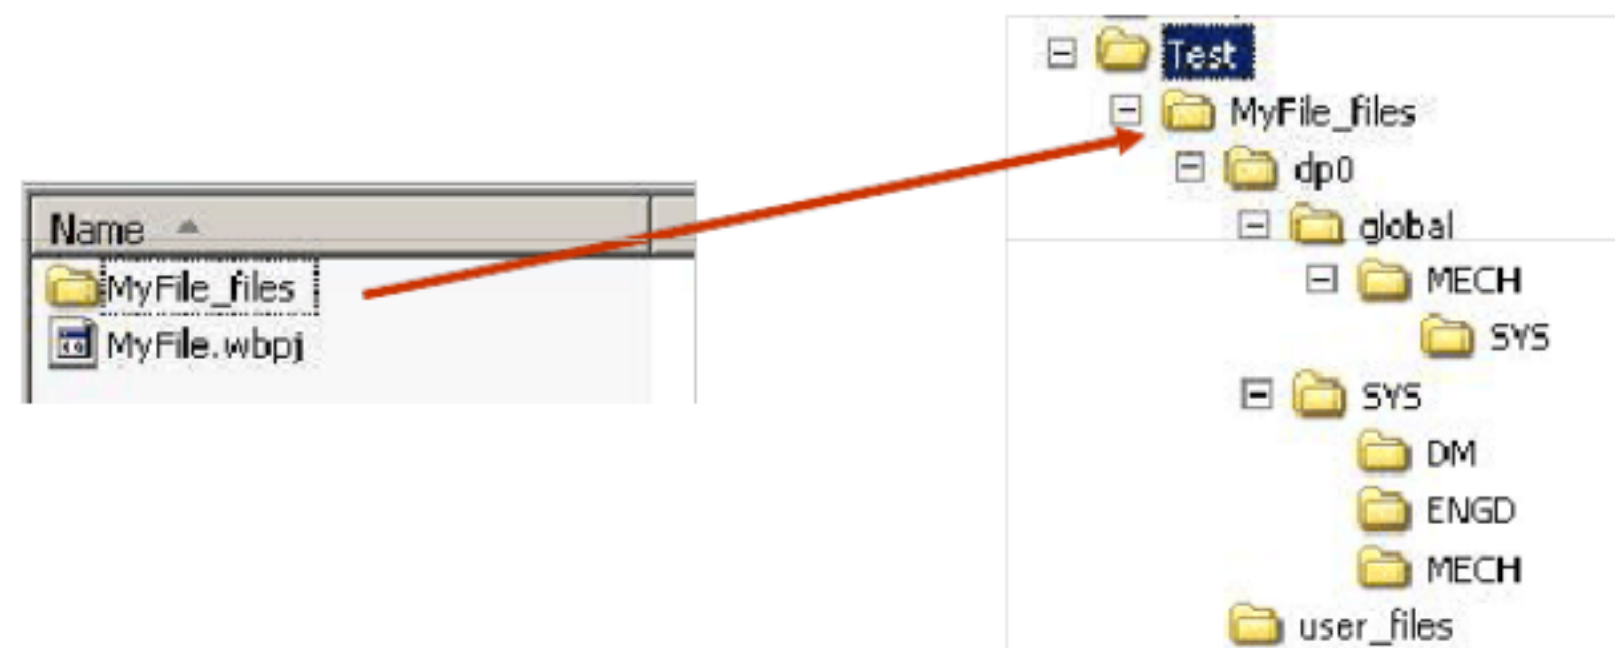 Name
MyFile_files
MyFile.wbpj
Test
MyFile_files
dp0
global
MECH
SYS
SYS
DM
ENGD
MECH
user_files